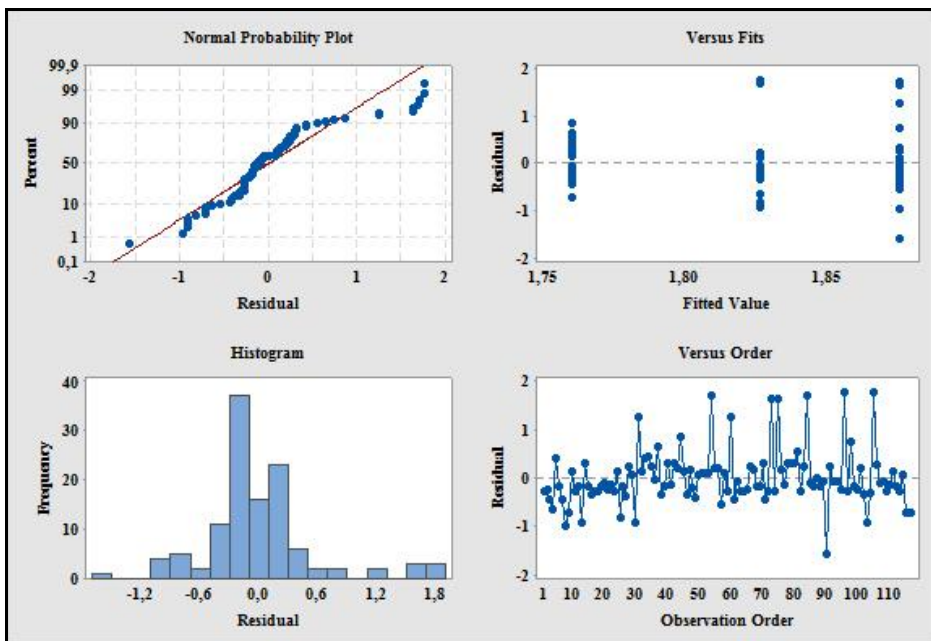 Normal Probability Plot
99,9
99
90
50
10
1
0,1
Percent
-2 -1 0 1 2
Residual
Versus Fits
2
1
0
-1
-2
Residual
1,75 1,80 1,85
Fitted Value
Histogram
40
30
20
10
0
Frequency
-1,2 -0,6 0,0 0,6 1,2 1,8
Residual
Versus Order
2
1
0
-1
-2
Residual
1 10 20 30 40 50 60 70 80 90 100 110
Observation Order